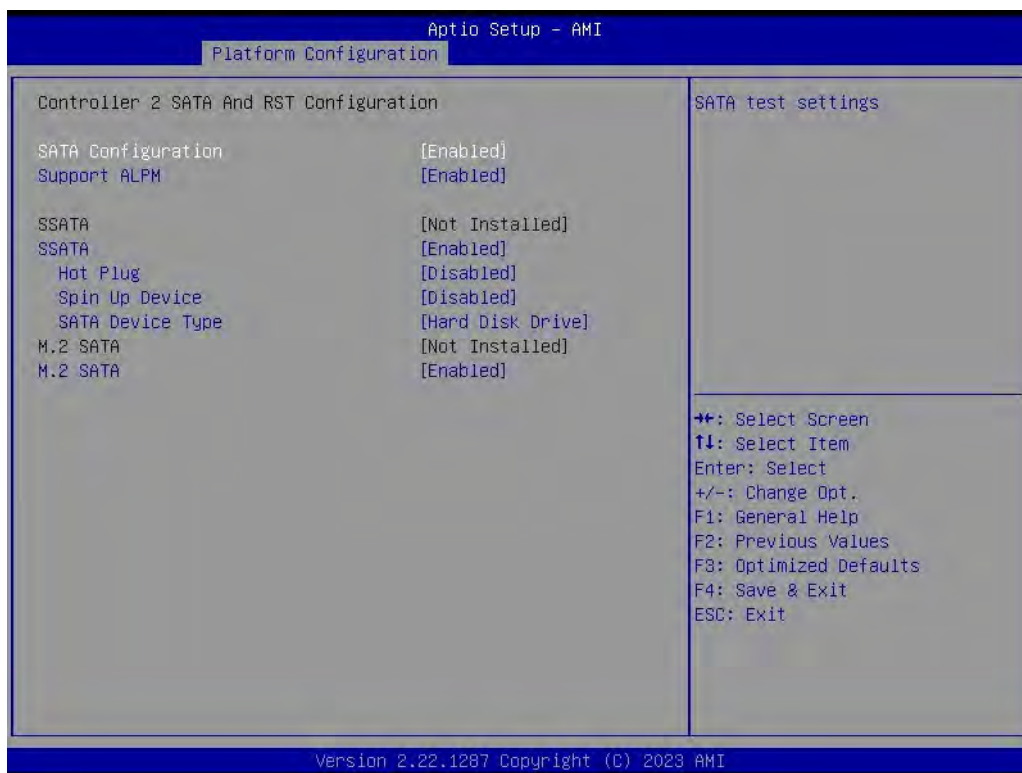 Aptio Setup – AMI
Platform Configuration
Controller 2 SATA And RST Configuration
SATA Configuration [Enabled]
Support ALPM [Enabled]
SSATA [Not Installed]
SSATA [Enabled]
Hot Plug [Disabled]
Spin Up Device [Disabled]
SATA Device Type [Hard Disk Drive]
M.2 SATA [Not Installed]
M.2 SATA [Enabled]
SATA test settings
→←: Select Screen
↑↓: Select Item
Enter: Select
+/-: Change Opt.
F1: General Help
F2: Previous Values
F3: Optimized Defaults
F4: Save & Exit
ESC: Exit
Version 2.22.1287 Copyright (C) 2023 AMI